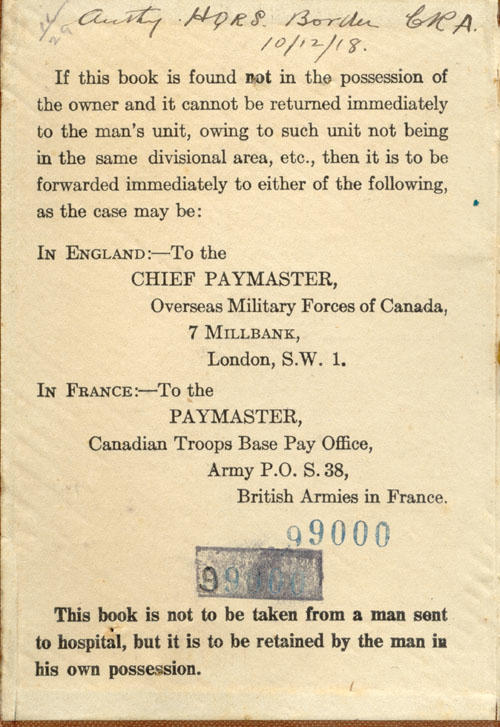 Authy. HQRS. Border CRA.
10/12/18.
If this book is found not in the possession of
the owner and it cannot be returned immediately
to the man's unit, owing to such unit not being
in the same divisional area, etc., then it is to be
forwarded immediately to either of the following,
as the case may be:
IN ENGLAND:—To the
CHIEF PAYMASTER,
Overseas Military Forces of Canada,
7 MILLBANK,
London, S.W. 1.
IN FRANCE:—To the
PAYMASTER,
Canadian Troops Base Pay Office,
Army P.O. S. 38,
British Armies in France.
99000
99000
This book is not to be taken from a man sent
to hospital, but it is to be retained by the man in
his own possession.